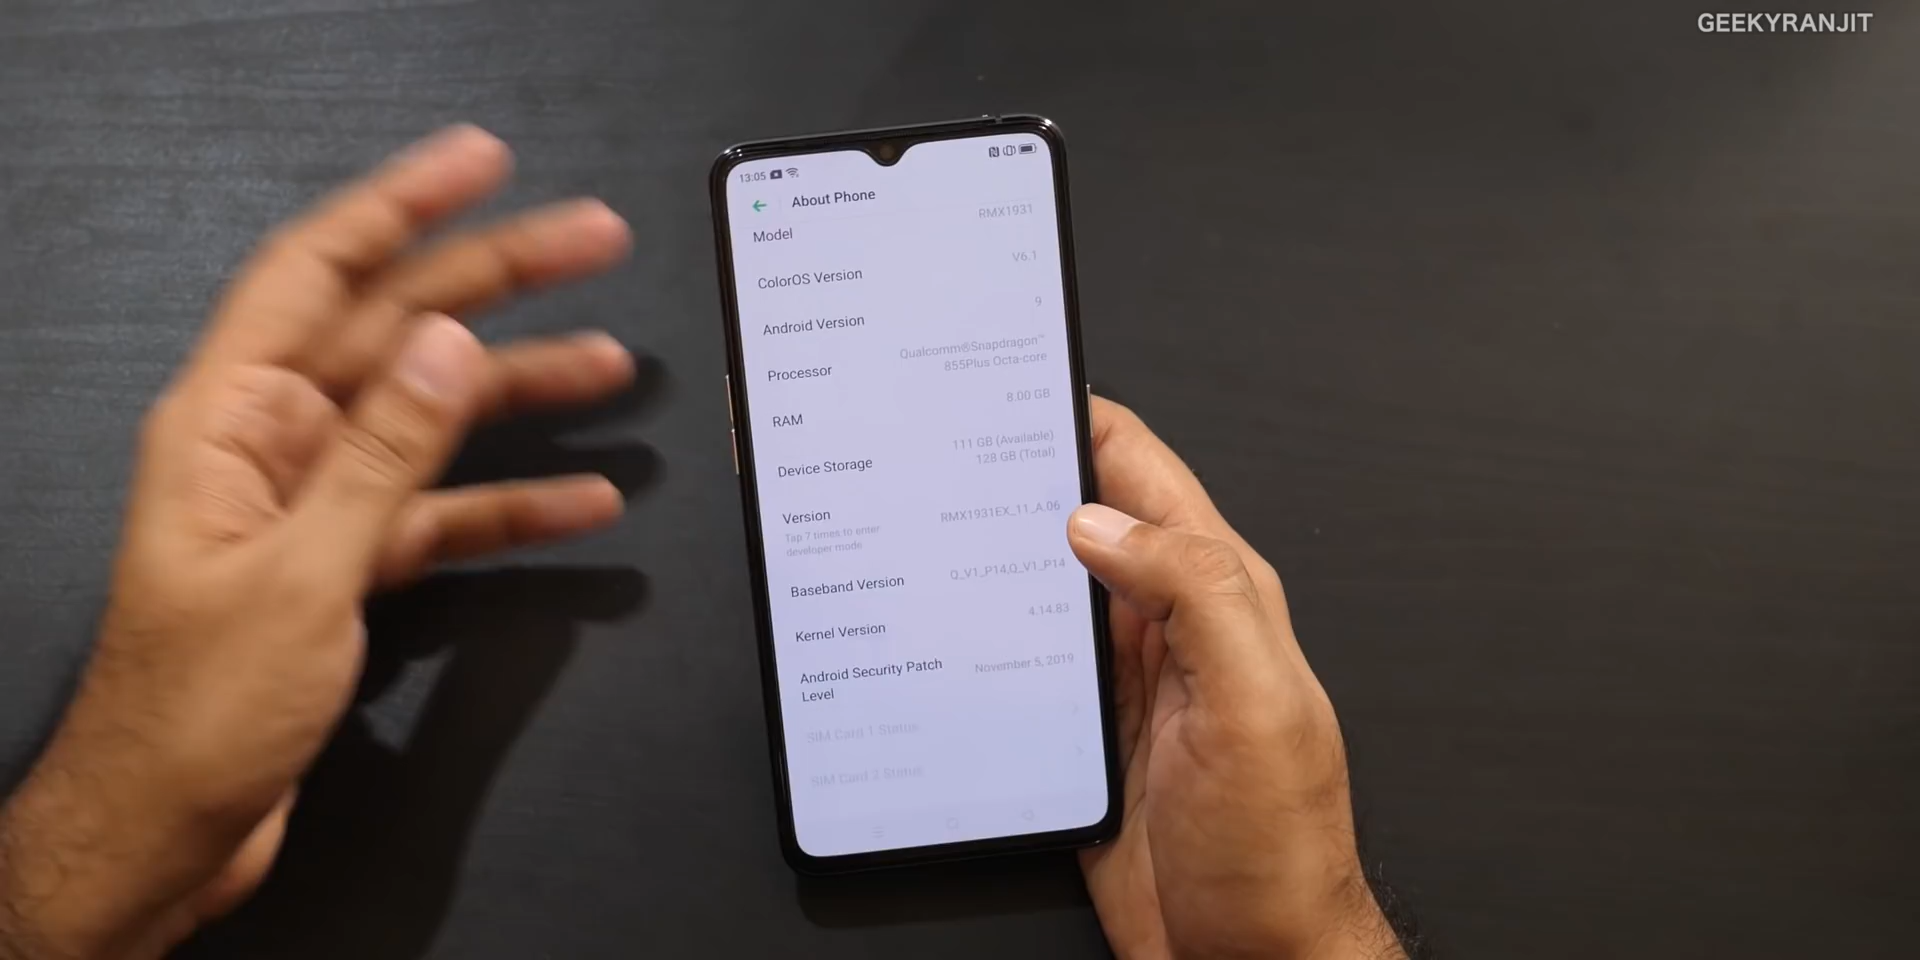 GEEKYRANJIT
13:05
About Phone
Model
RMX1931
ColorOS Version
V6.1
Android Version
9
Processor
Qualcomm®Snapdragon™
855Plus Octa-core
RAM
8.00 GB
Device Storage
111 GB (Available)
128 GB (Total)
Version
RMX1931EX_11_A.06
Tap 7 times to enter
developer mode
Baseband Version
Q_V1_P14,Q_V1_P14
Kernel Version
4.14.83
Android Security Patch
Level
November 5, 2019
SIM Card 1 Status
SIM Card 2 Status